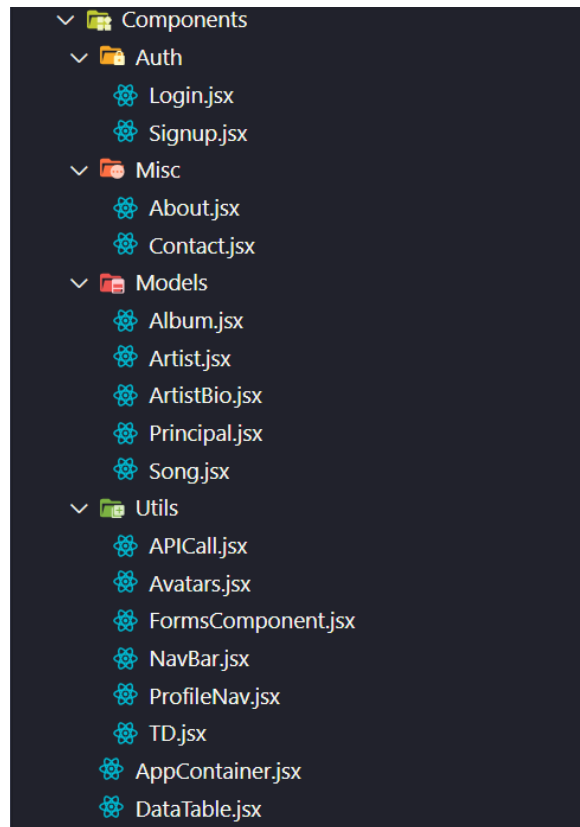 Components
Auth
Login.jsx
Signup.jsx
Misc
About.jsx
Contact.jsx
Models
Album.jsx
Artist.jsx
ArtistBio.jsx
Principal.jsx
Song.jsx
Utils
APICall.jsx
Avatars.jsx
FormsComponent.jsx
NavBar.jsx
ProfileNav.jsx
TD.jsx
AppContainer.jsx
DataTable.jsx